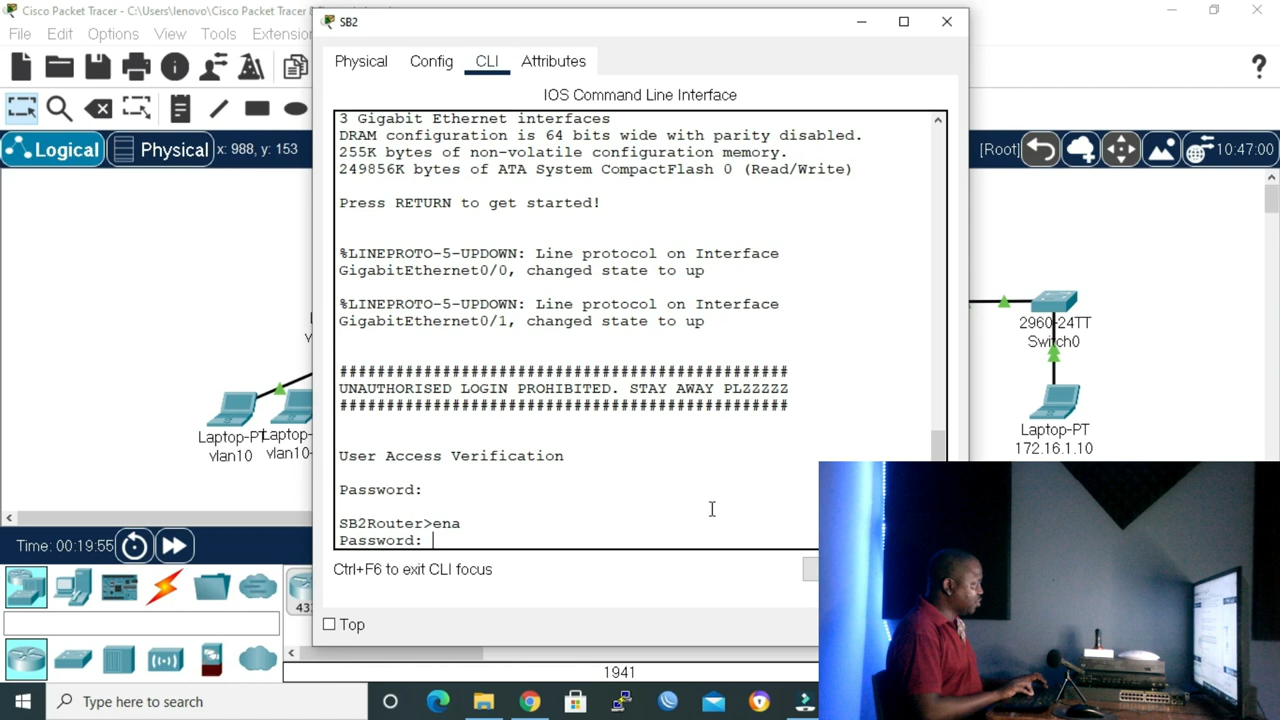 Cisco Packet Tracer - C:\Users\lenovo\Cisco Packet Tracer
File Edit Options View Tools Extension
Logical Physical x: 988, y: 153
[Root] 10:47:00
SB2
Physical Config CLI Attributes
IOS Command Line Interface
3 Gigabit Ethernet interfaces
DRAM configuration is 64 bits wide with parity disabled.
255K bytes of non-volatile configuration memory.
249856K bytes of ATA System CompactFlash 0 (Read/Write)
Press RETURN to get started!
%LINEPROTO-5-UPDOWN: Line protocol on Interface
GigabitEthernet0/0, changed state to up
%LINEPROTO-5-UPDOWN: Line protocol on Interface
GigabitEthernet0/1, changed state to up
################################################
UNAUTHORISED LOGIN PROHIBITED. STAY AWAY PLZZZZZ
################################################
User Access Verification
Password:
SB2Router>ena
Password:
Ctrl+F6 to exit CLI focus
Top
Laptop-PT
vlan10
Laptop-
vlan10-
2960-24TT
Switch0
Laptop-PT
172.16.1.10
Time: 00:19:55
43
1941
Type here to search